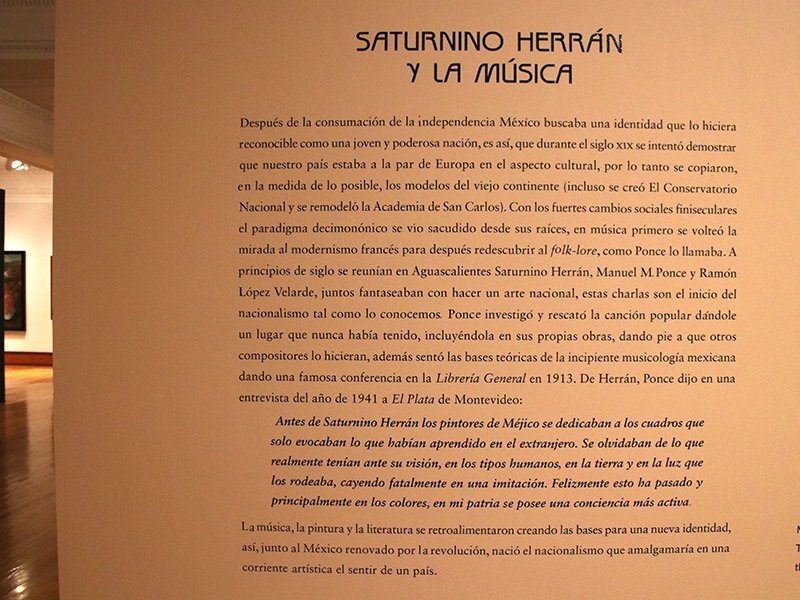 SATURNINO HERRÁN
Y LA MÚSICA
Después de la consumación de la independencia México buscaba una identidad que lo hiciera
reconocible como una joven y poderosa nación, es así, que durante el siglo XIX se intentó demostrar
que nuestro país estaba a la par de Europa en el aspecto cultural, por lo tanto se copiaron,
en la medida de lo posible, los modelos del viejo continente (incluso se creó El Conservatorio
Nacional y se remodeló la Academia de San Carlos). Con los fuertes cambios sociales finiseculares
el paradigma decimonónico se vio sacudido desde sus raíces, en música primero se volteó la
mirada al modernismo francés para después redescubrir al folk-lore, como Ponce lo llamaba. A
principios de siglo se reunían en Aguascalientes Saturnino Herrán, Manuel M. Ponce y Ramón
López Velarde, juntos fantaseaban con hacer un arte nacional, estas charlas son el inicio del
nacionalismo tal como lo conocemos. Ponce investigó y rescató la canción popular dándole
un lugar que nunca había tenido, incluyéndola en sus propias obras, dando pie a que otros
compositores lo hicieran, además sentó las bases teóricas de la incipiente musicología mexicana
dando una famosa conferencia en la Librería General en 1913. De Herrán, Ponce dijo en una
entrevista del año de 1941 a El Plata de Montevideo:
Antes de Saturnino Herrán los pintores de Méjico se dedicaban a los cuadros que
solo evocaban lo que habían aprendido en el extranjero. Se olvidaban de lo que
realmente tenían ante su visión, en los tipos humanos, en la tierra y en la luz que
los rodeaba, cayendo fatalmente en una imitación. Felizmente esto ha pasado y
principalmente en los colores, en mi patria se posee una conciencia más activa.
La música, la pintura y la literatura se retroalimentaron creando las bases para una nueva identidad,
así, junto al México renovado por la revolución, nació el nacionalismo que amalgamaría en una
corriente artística el sentir de un país.